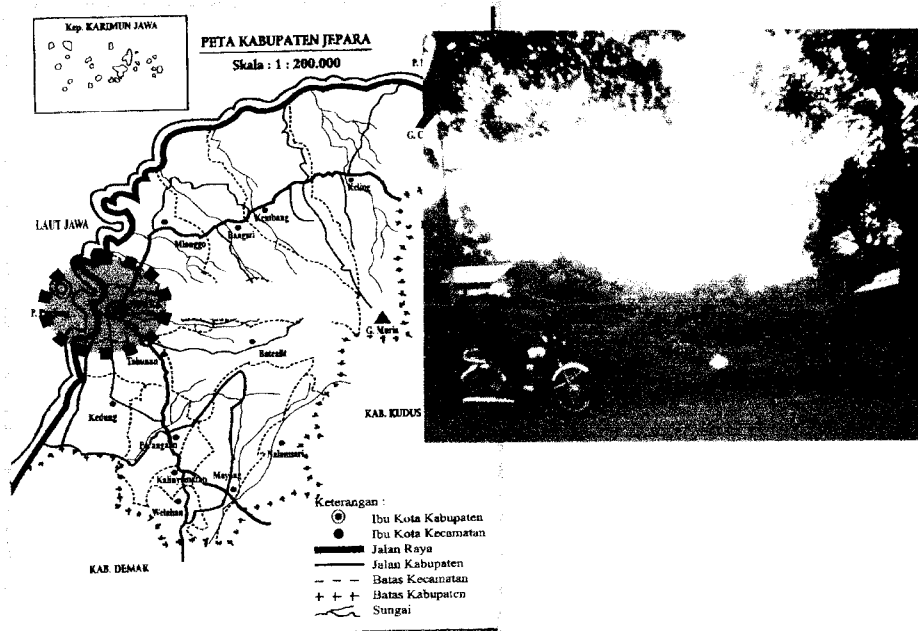 Kep. KARIMUN JAWA
PETA KABUPATEN JEPARA
Skala : 1 : 200.000
LAUT JAWA
Keling
Kembang
Bangsri
Mlonggo
G. Muria
Tahunan
Batealit
Kedung
KAB. KUDUS
Pecangaan
Nalumsari
Kalinyamatan
Mayong
Welahan
KAB. DEMAK
Keterangan :
Ibu Kota Kabupaten
Ibu Kota Kecamatan
Jalan Raya
Jalan Kabupaten
Batas Kecamatan
Batas Kabupaten
Sungai